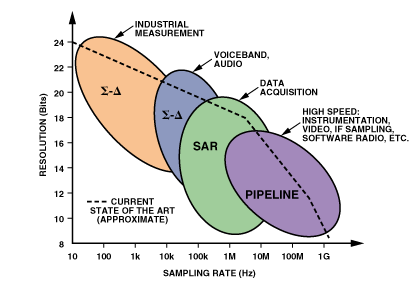 INDUSTRIAL
MEASUREMENT
VOICEBAND,
AUDIO
DATA
ACQUISITION
HIGH SPEED:
INSTRUMENTATION,
VIDEO, IF SAMPLING,
SOFTWARE RADIO, ETC.
Σ-Δ
Σ-Δ
SAR
PIPELINE
CURRENT
STATE OF THE ART
(APPROXIMATE)
RESOLUTION (Bits)
24
22
20
18
16
14
12
10
8
10 100 1k 10k 100k 1M 10M 100M 1G
SAMPLING RATE (Hz)